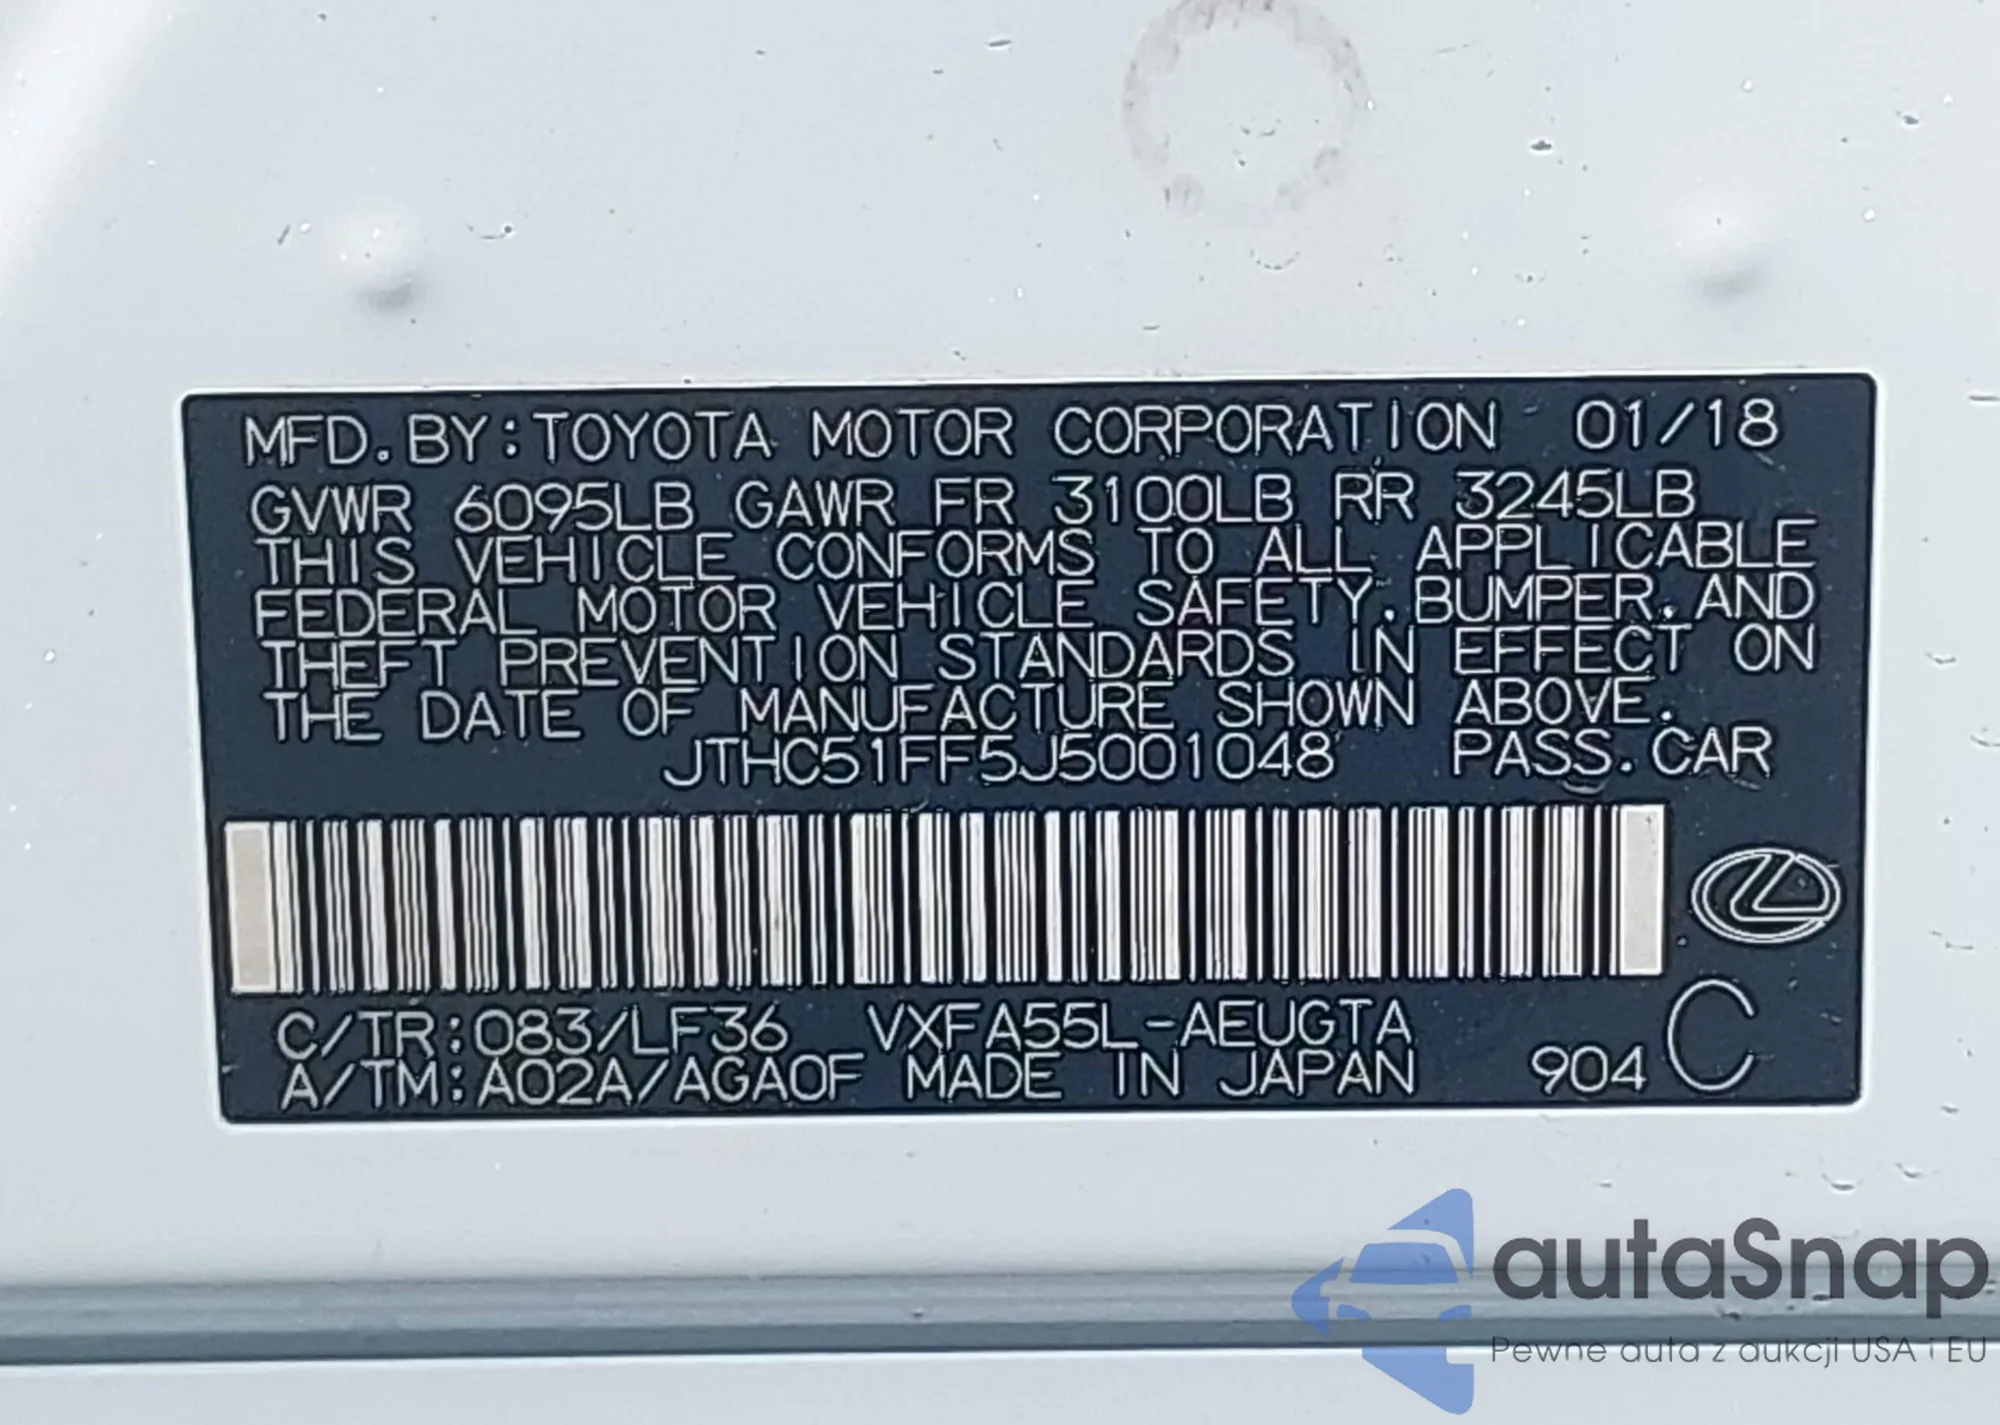 MFD. BY: TOYOTA MOTOR CORPORATION 01/18
GVWR 6095LB GAWR FR 3100LB RR 3245LB
THIS VEHICLE CONFORMS TO ALL APPLICABLE
FEDERAL MOTOR VEHICLE SAFETY, BUMPER, AND
THEFT PREVENTION STANDARDS IN EFFECT ON
THE DATE OF MANUFACTURE SHOWN ABOVE.
JTHC51FF5J5001048 PASS. CAR
C/TR: 083/LF36 VXFA55L-AEUGTA
A/TM: A02A/AGA0F MADE IN JAPAN 904 C
autaSnap
Pewne auta z aukcji USA i EU